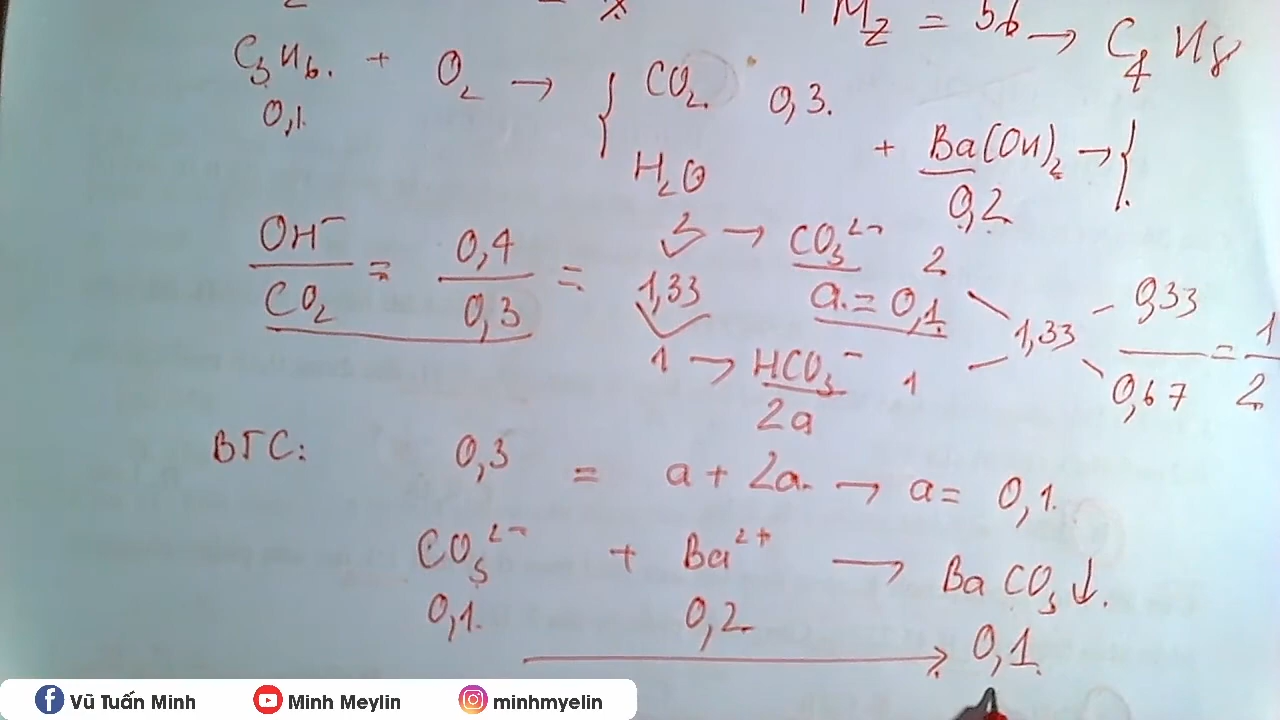 M_Z = 56 → C₄H₈
C₃H₆. + O₂ → { CO₂. 0,3.
0,1.
H₂O + Ba(OH)₂ → {
0,2
OH⁻ / CO₂ = 0,4 / 0,3 = 1,33
2 → CO₃²⁻ 2
a. = 0,1.
1,33 - 0,33 / 0,67 = 1 / 2
1 → HCO₃⁻ 1
2a
BTC: 0,3 = a + 2a. → a = 0,1.
CO₃²⁻ + Ba²⁺ → BaCO₃↓.
0,1. 0,2 → 0,1.
Vũ Tuấn Minh Minh Meylin minhmyelin